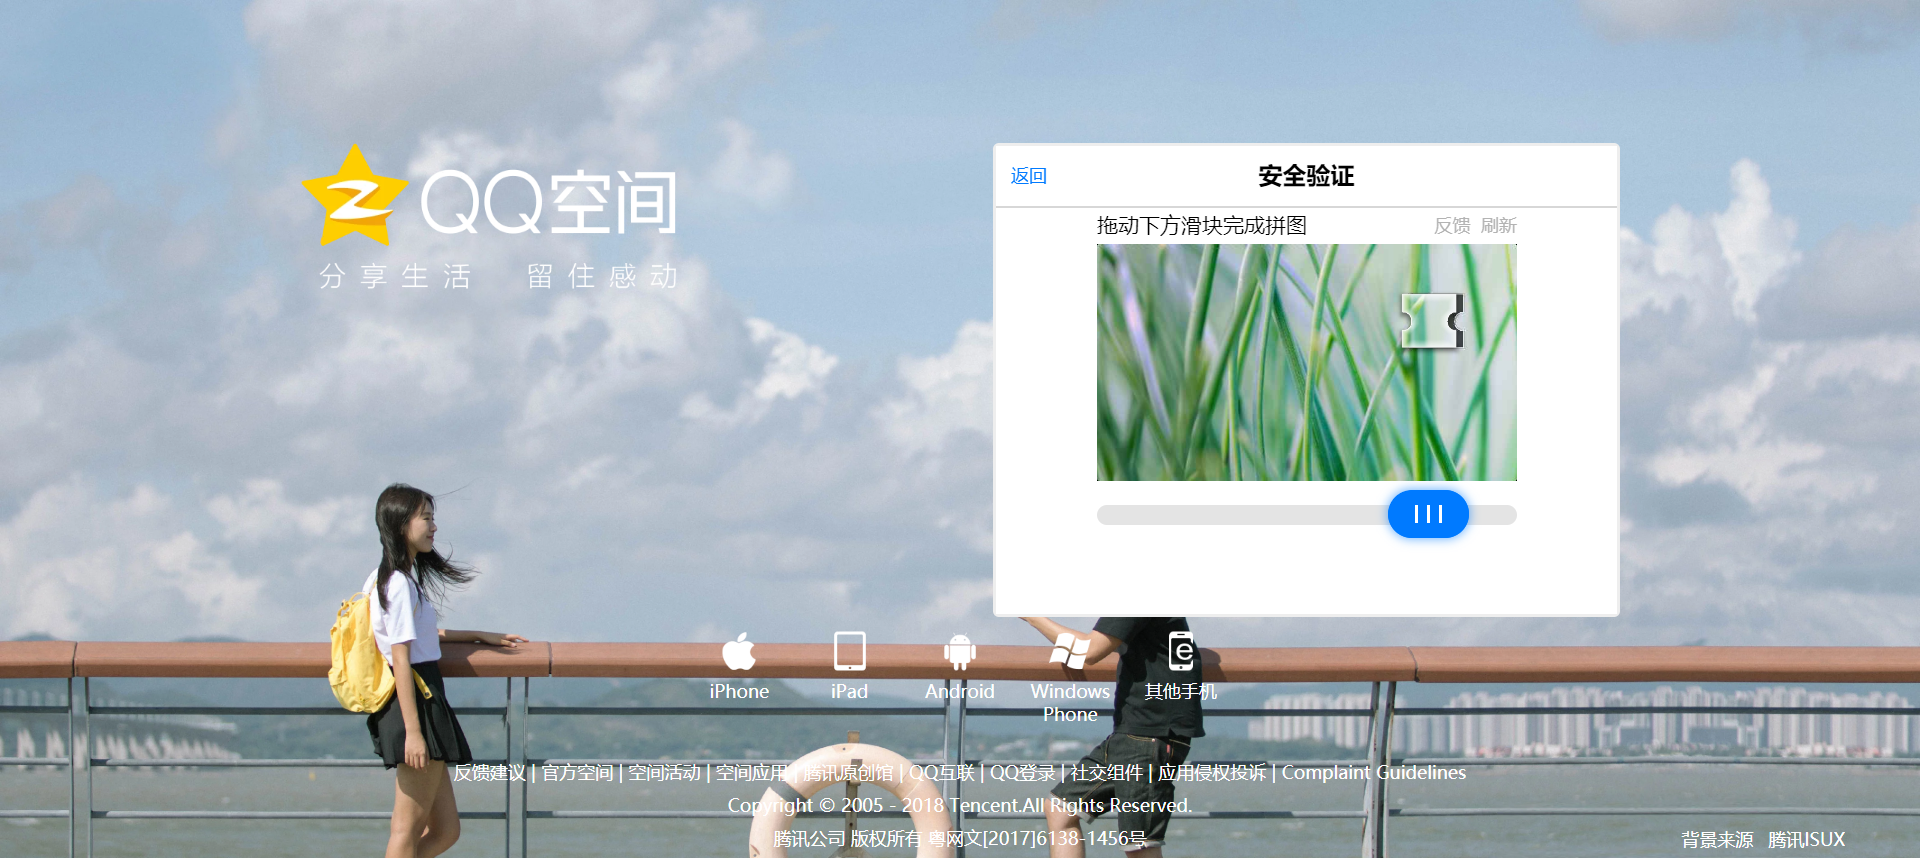 QQ空间
分享生活 留住感动
返回 安全验证
拖动下方滑块完成拼图 反馈 刷新
iPhone iPad Android Windows Phone 其他手机
反馈建议 | 官方空间 | 空间活动 | 空间应用 | 腾讯原创馆 | QQ互联 | QQ登录 | 社交组件 | 应用侵权投诉 | Complaint Guidelines
Copyright © 2005 - 2018 Tencent.All Rights Reserved.
腾讯公司 版权所有 粤网文[2017]6138-1456号
背景来源 腾讯ISUX